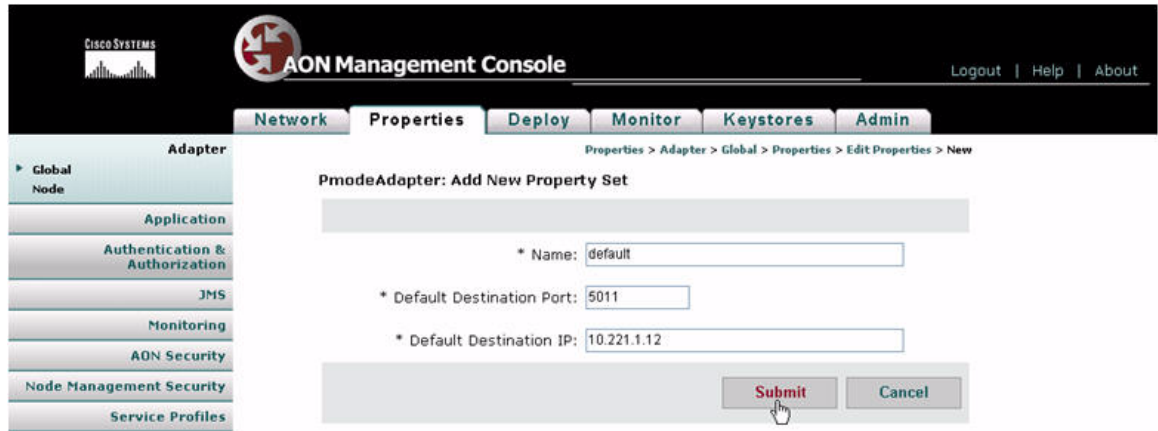 CISCO SYSTEMS
AON Management Console
Logout | Help | About
Network Properties Deploy Monitor Keystores Admin
Adapter
Global
Node
Application
Authentication &
Authorization
JMS
Monitoring
AON Security
Node Management Security
Service Profiles
Properties > Adapter > Global > Properties > Edit Properties > New
PmodeAdapter: Add New Property Set
* Name: default
* Default Destination Port: 5011
* Default Destination IP: 10.221.1.12
Submit Cancel